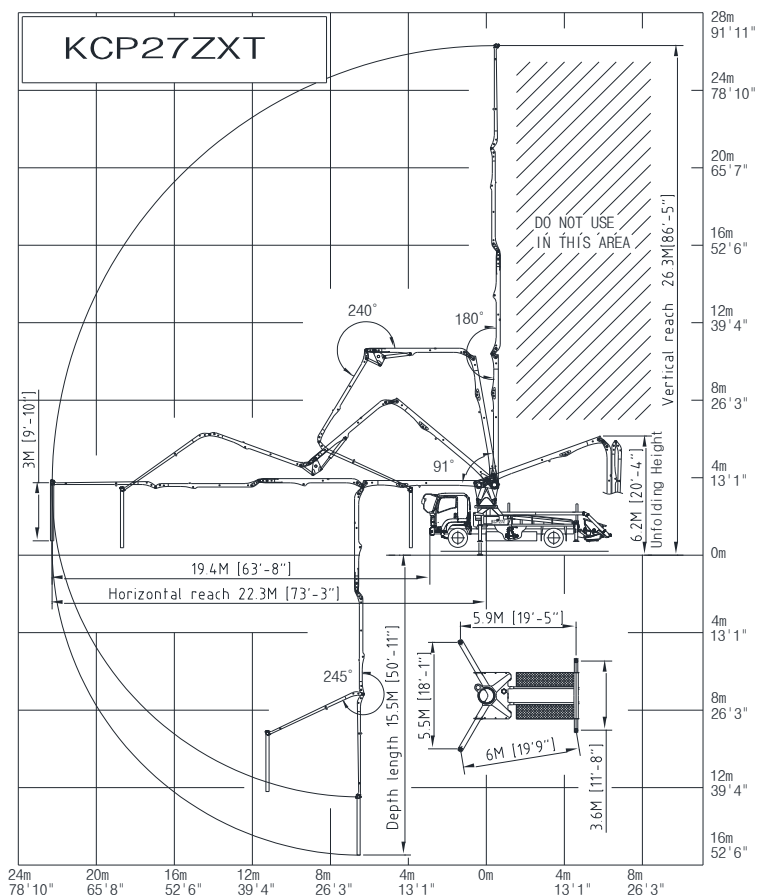 KCP27ZXT
28m
91'11"
24m
78'10"
20m
65'7"
16m
52'6"
12m
39'4"
8m
26'3"
4m
13'1"
0m
4m
13'1"
8m
26'3"
12m
39'4"
16m
52'6"
DO NOT USE
IN THIS AREA
Vertical reach 26.3M[86'-5"]
240°
180°
91°
3M [9'-10"]
6.2M [20'-4"]
Unfolding Height
19.4M [63'-8"]
Horizontal reach 22.3M [73'-3"]
245°
Depth length 15.5M [50'-11"]
5.9M [19'-5"]
5.5M [18'-1"]
6M [19'9"]
3.6M [11'-8"]
24m
78'10"
20m
65'8"
16m
52'6"
12m
39'4"
8m
26'3"
4m
13'1"
0m
4m
13'1"
8m
26'3"